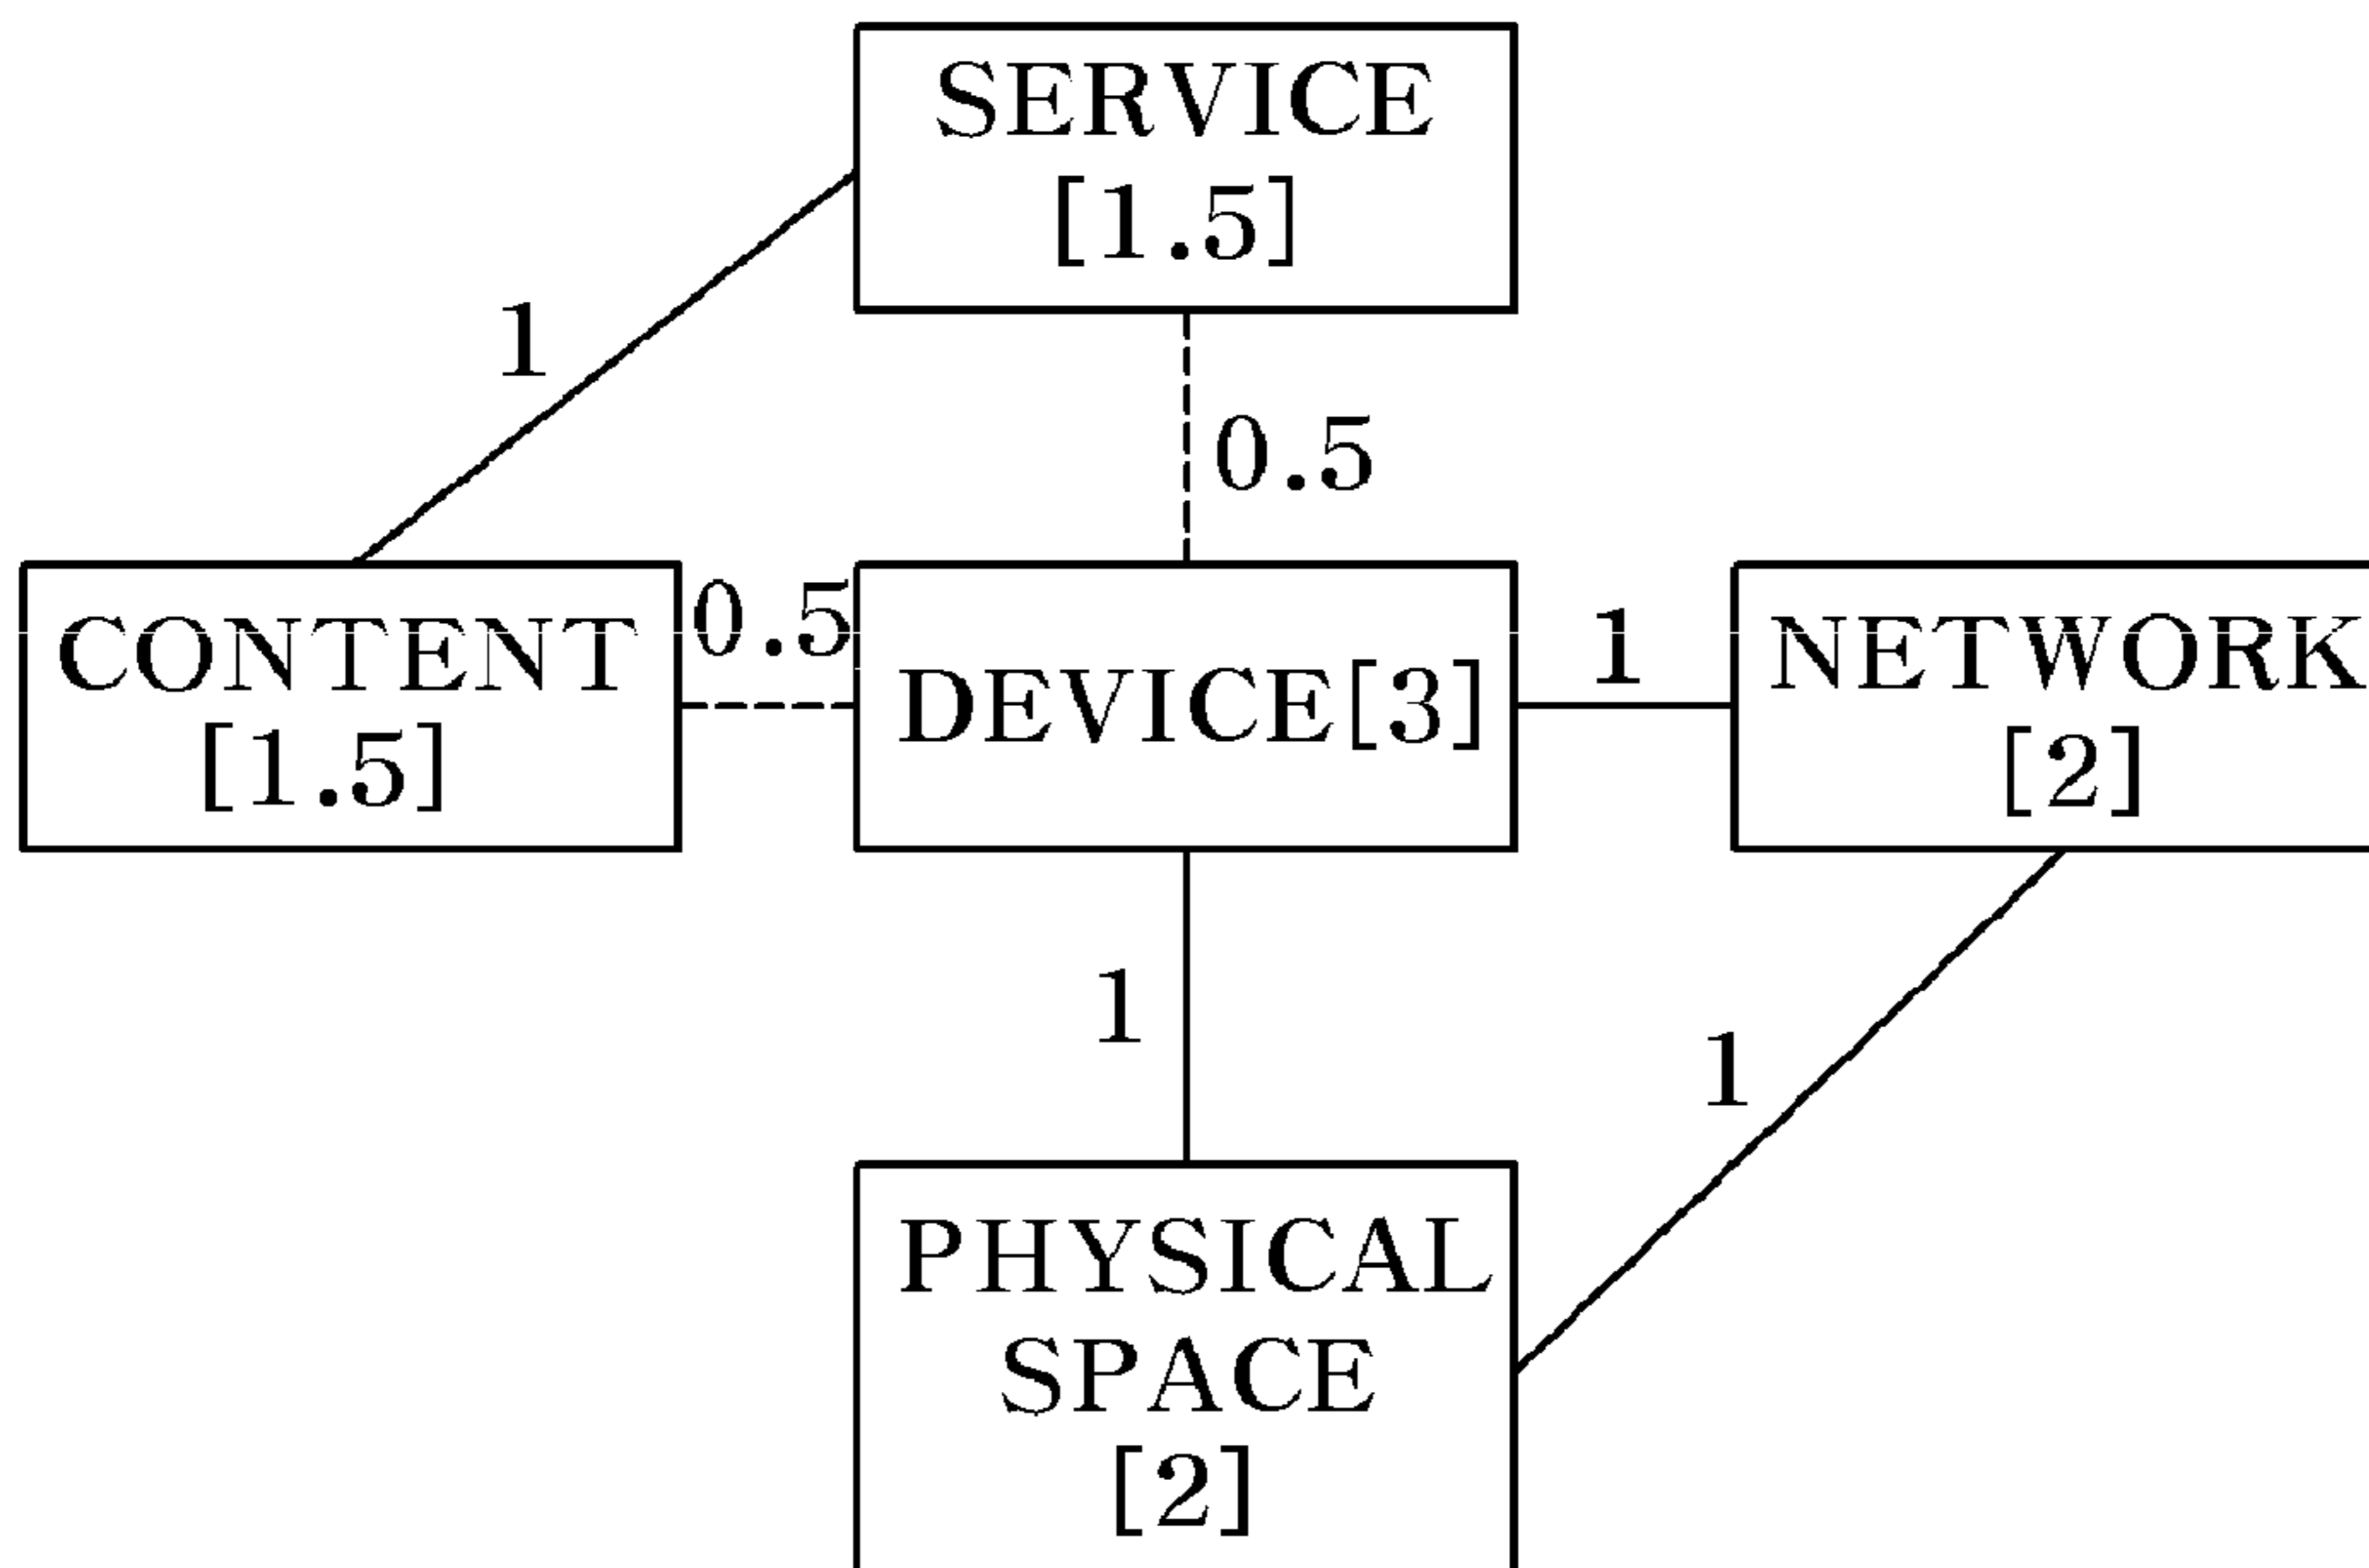 SERVICE
[1.5]
1
0.5
CONTENT
[1.5]
0.5
DEVICE[3]
1
NETWORK
[2]
1
1
PHYSICAL
SPACE
[2]